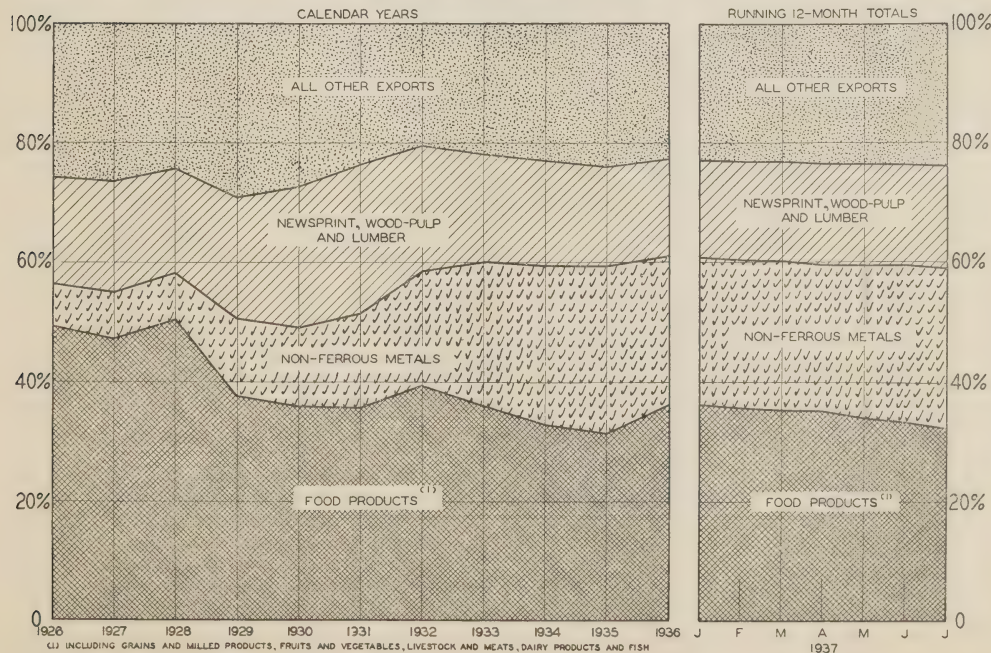 CALENDAR YEARS
RUNNING 12-MONTH TOTALS
100%
80%
60%
40%
20%
0
ALL OTHER EXPORTS
NEWSPRINT, WOOD-PULP
AND LUMBER
NON-FERROUS METALS
FOOD PRODUCTS (1)
1926 1927 1928 1929 1930 1931 1932 1933 1934 1935 1936
ALL OTHER EXPORTS
NEWSPRINT, WOOD-PULP
AND LUMBER
NON-FERROUS METALS
FOOD PRODUCTS (1)
100%
80%
60%
40%
20%
0
J F M A M J J
1937
(1) INCLUDING GRAINS AND MILLED PRODUCTS, FRUITS AND VEGETABLES, LIVESTOCK AND MEATS, DAIRY PRODUCTS AND FISH